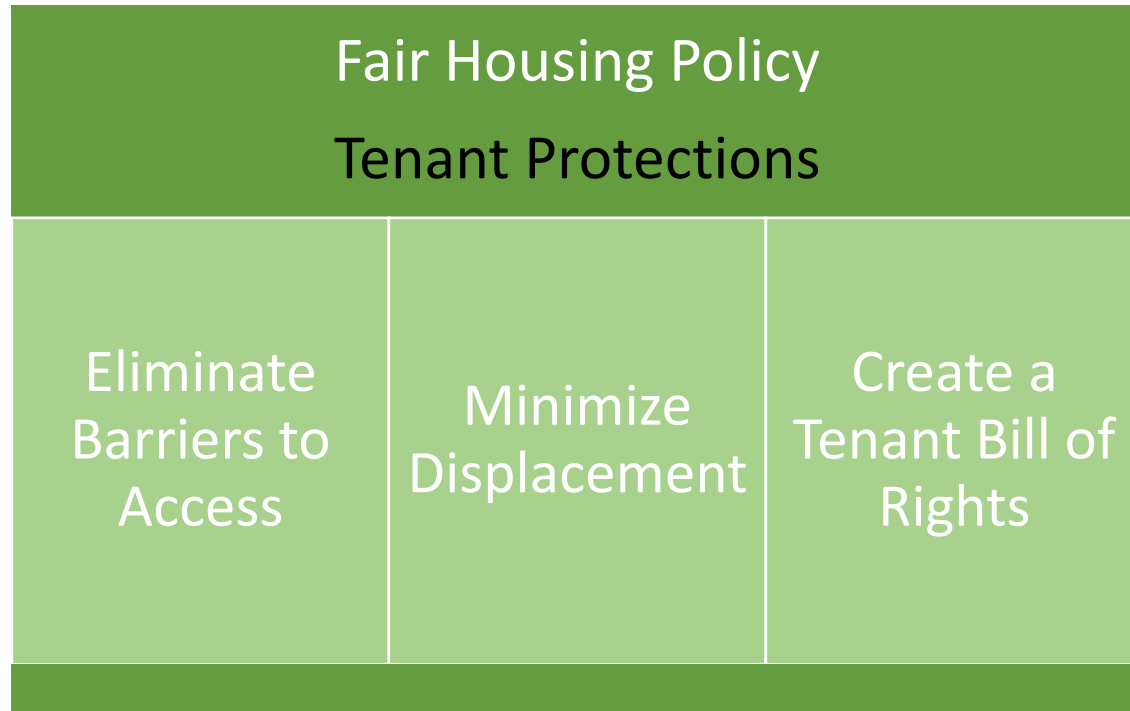 Fair Housing Policy
Tenant Protections
Eliminate
Barriers to
Access
Minimize
Displacement
Create a
Tenant Bill of
Rights